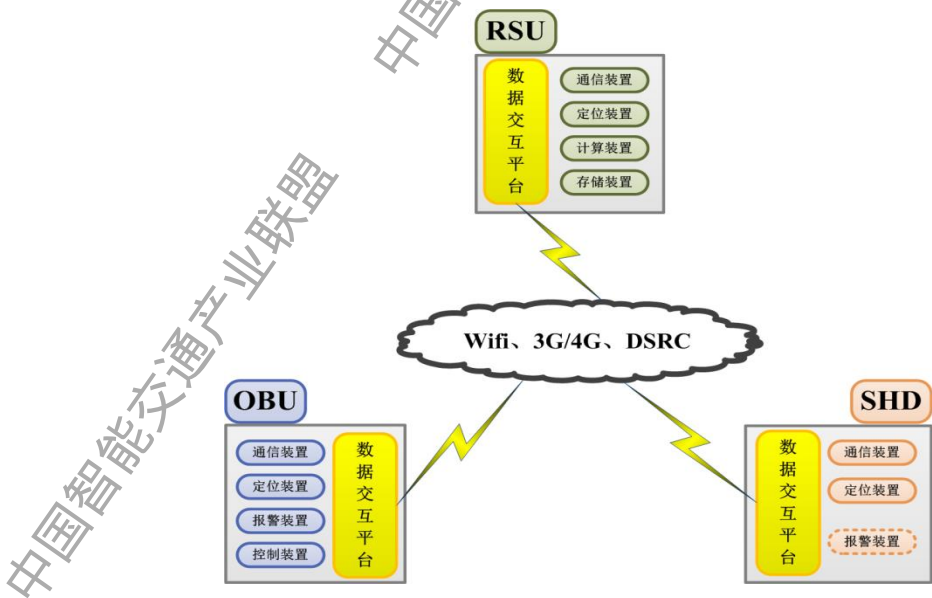 RSU
数据交互平台
通信装置
定位装置
计算装置
存储装置
Wifi、3G/4G、DSRC
OBU
通信装置
定位装置
报警装置
控制装置
数据交互平台
SHD
数据交互平台
通信装置
定位装置
报警装置
中国智能交通产业联盟
中国